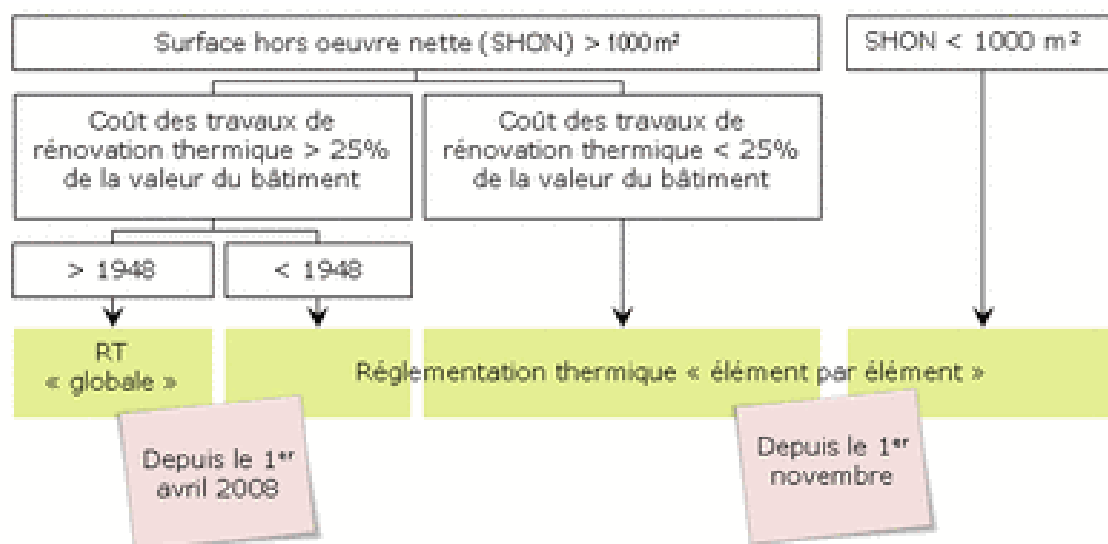 Surface hors oeuvre nette (SHON) > 1000 m²
SHON < 1000 m²
Coût des travaux de
rénovation thermique > 25%
de la valeur du bâtiment
Coût des travaux de
rénovation thermique < 25%
de la valeur du bâtiment
> 1948
< 1948
RT
« globale »
Réglementation thermique « élément par élément »
Depuis le 1er
avril 2008
Depuis le 1er
novembre